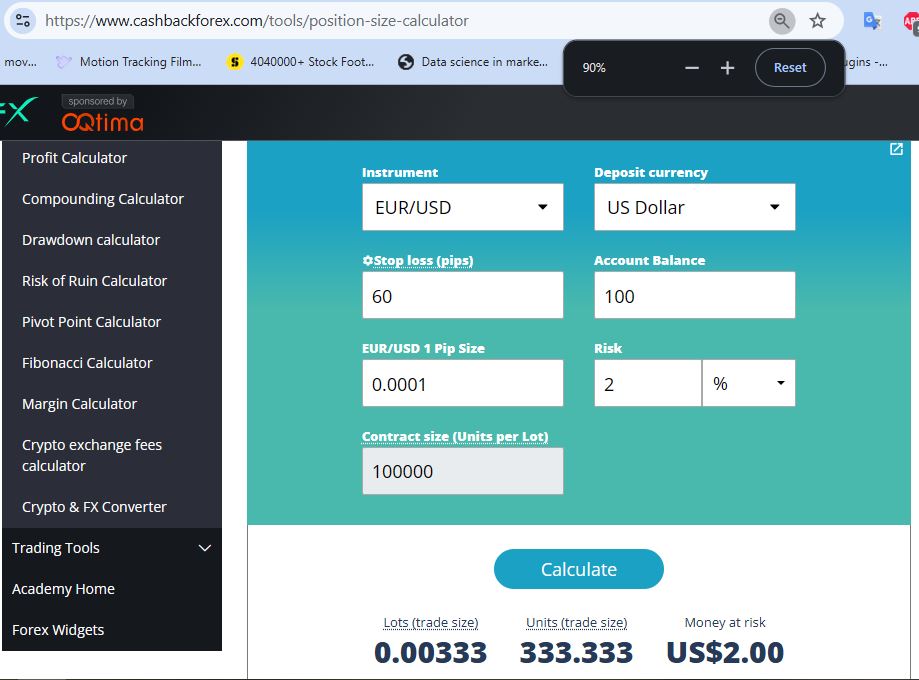 https://www.cashbackforex.com/tools/position-size-calculator
mov...
Motion Tracking Film...
4040000+ Stock Foot...
Data science in marke...
90%
Reset
ugins -...
FX
sponsored by
OQtima
Profit Calculator
Compounding Calculator
Drawdown calculator
Risk of Ruin Calculator
Pivot Point Calculator
Fibonacci Calculator
Margin Calculator
Crypto exchange fees
calculator
Crypto & FX Converter
Trading Tools
Academy Home
Forex Widgets
Instrument
Deposit currency
EUR/USD
US Dollar
Stop loss (pips)
Account Balance
60
100
EUR/USD 1 Pip Size
Risk
0.0001
2
%
Contract size (Units per Lot)
100000
Calculate
Lots (trade size)
Units (trade size)
Money at risk
0.00333
333.333
US$2.00